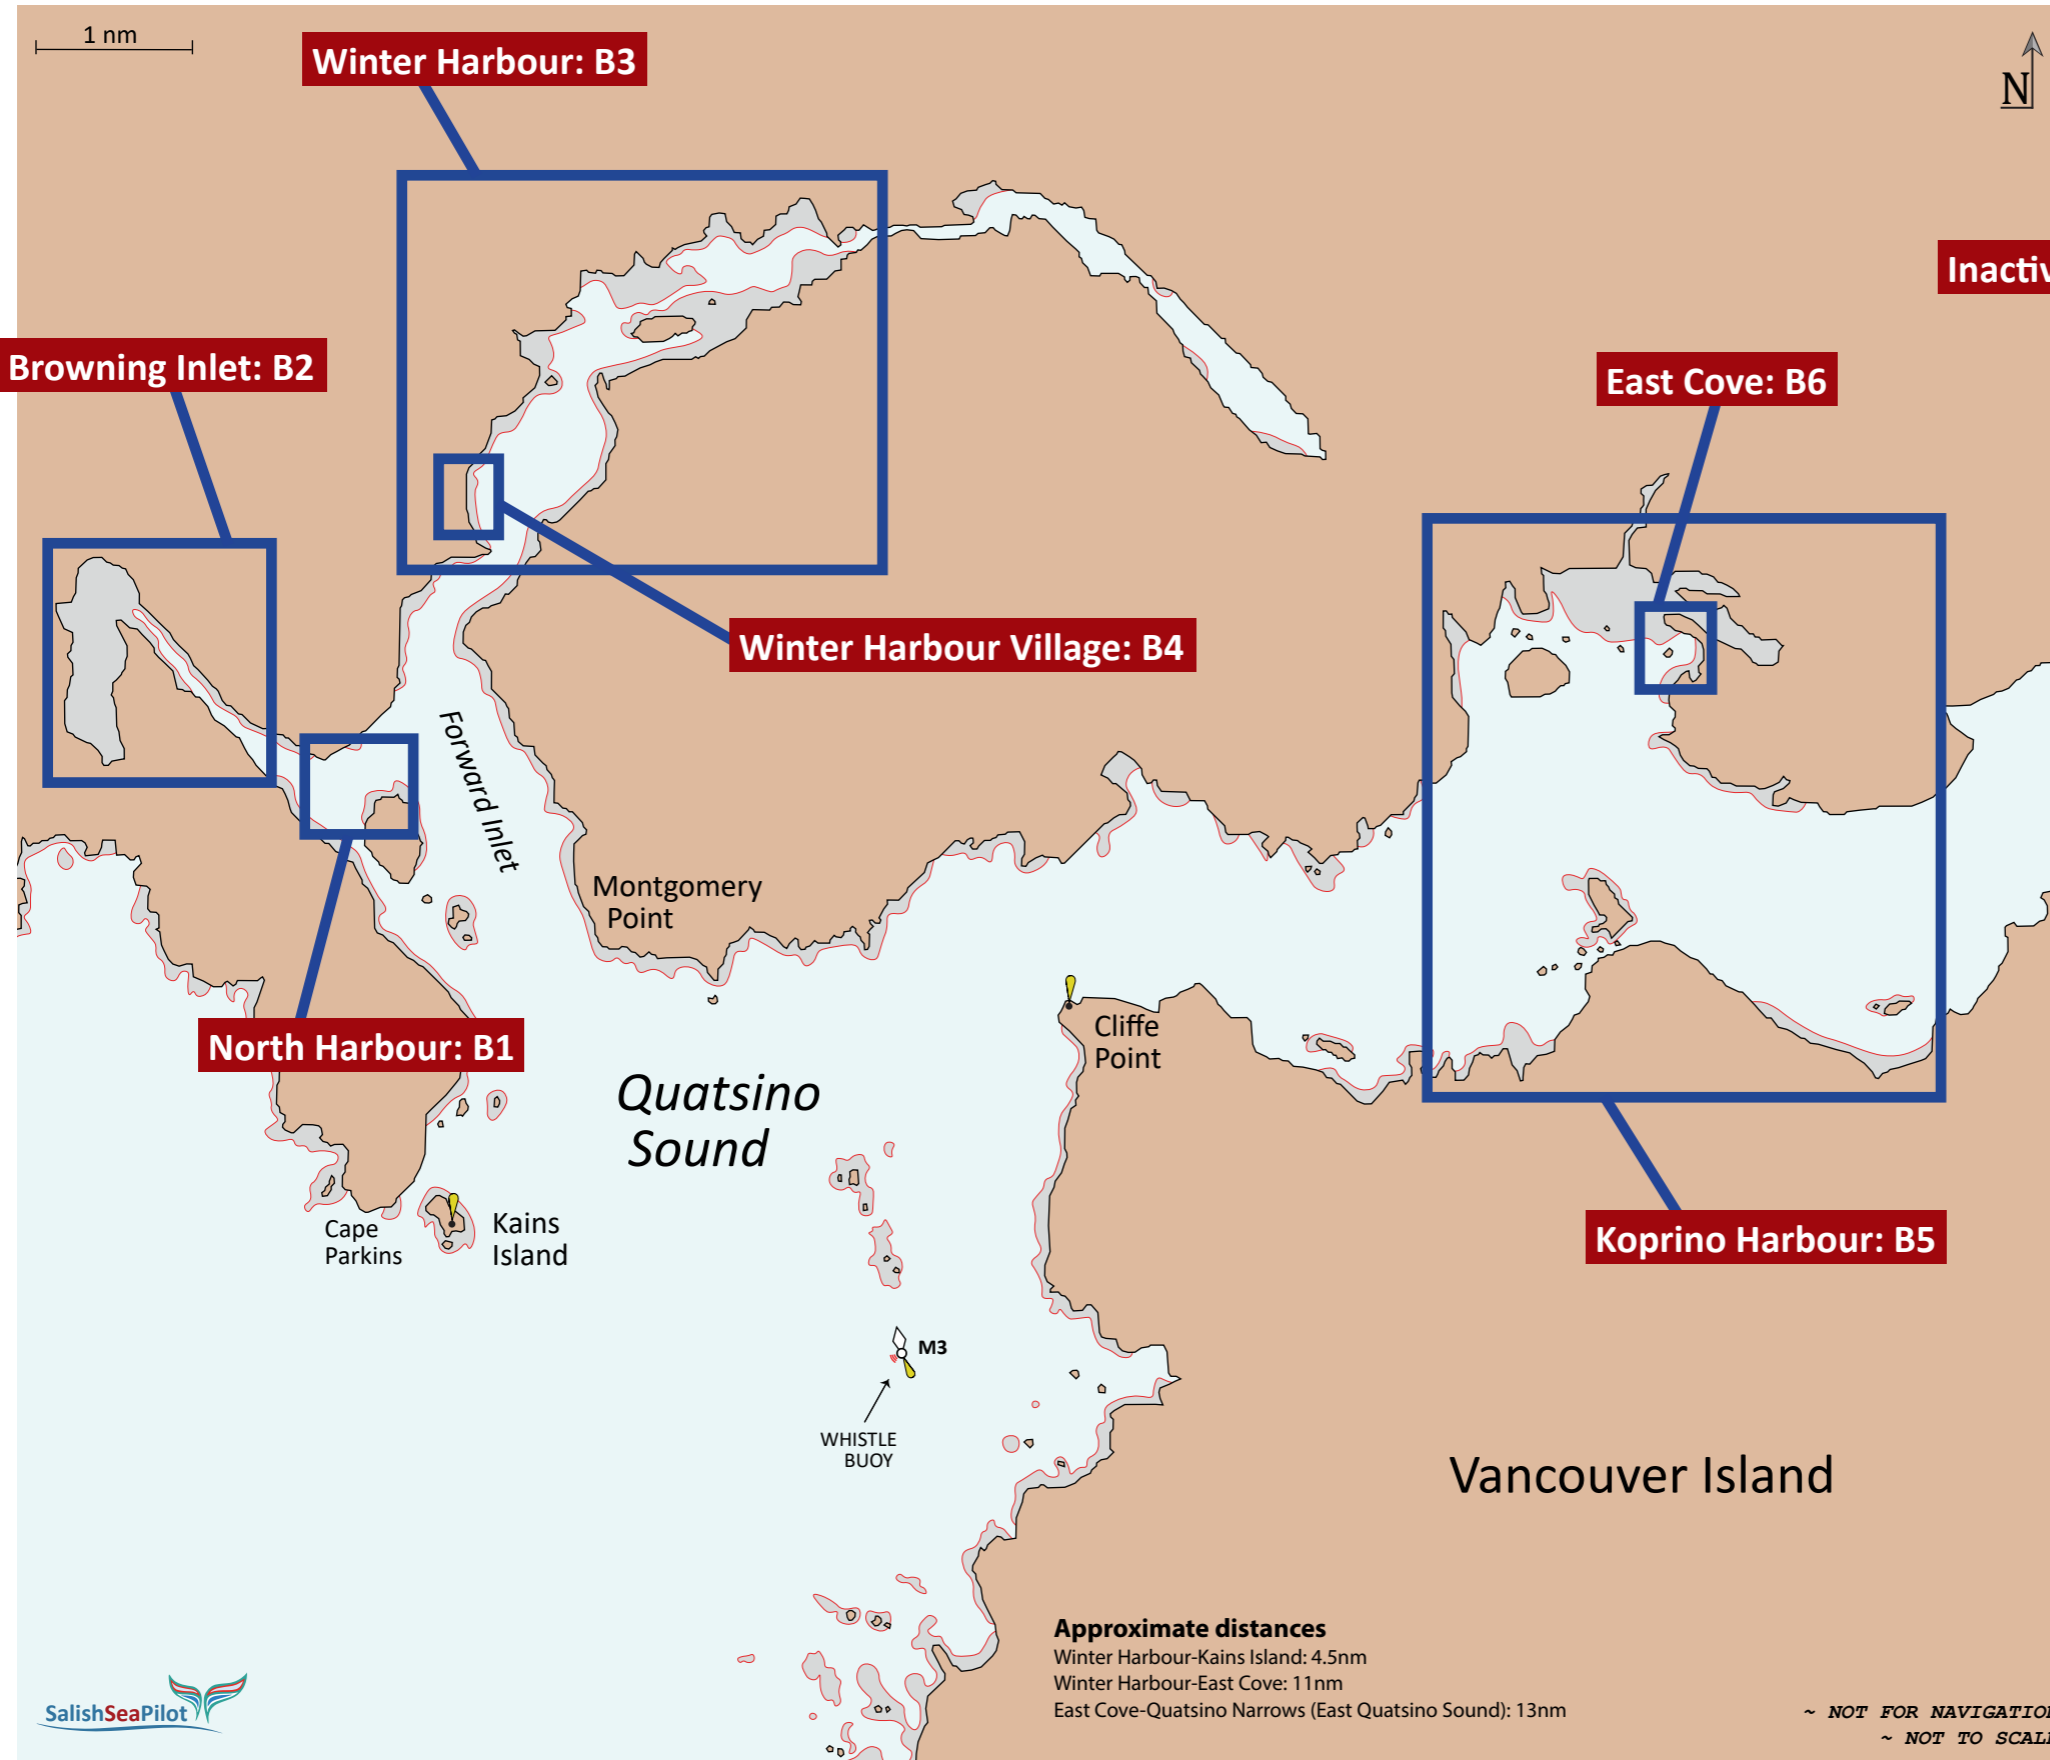 1 nm
Winter Harbour: B3
N
Inactiv
Browning Inlet: B2
East Cove: B6
Winter Harbour Village: B4
Forward Inlet
Montgomery
Point
North Harbour: B1
Cliffe
Point
Quatsino
Sound
Cape
Parkins
Kains
Island
Koprino Harbour: B5
M3
WHISTLE
BUOY
Vancouver Island
Approximate distances
Winter Harbour-Kains Island: 4.5nm
Winter Harbour-East Cove: 11nm
East Cove-Quatsino Narrows (East Quatsino Sound): 13nm
SalishSeaPilot
~ NOT FOR NAVIGATION
~ NOT TO SCALE